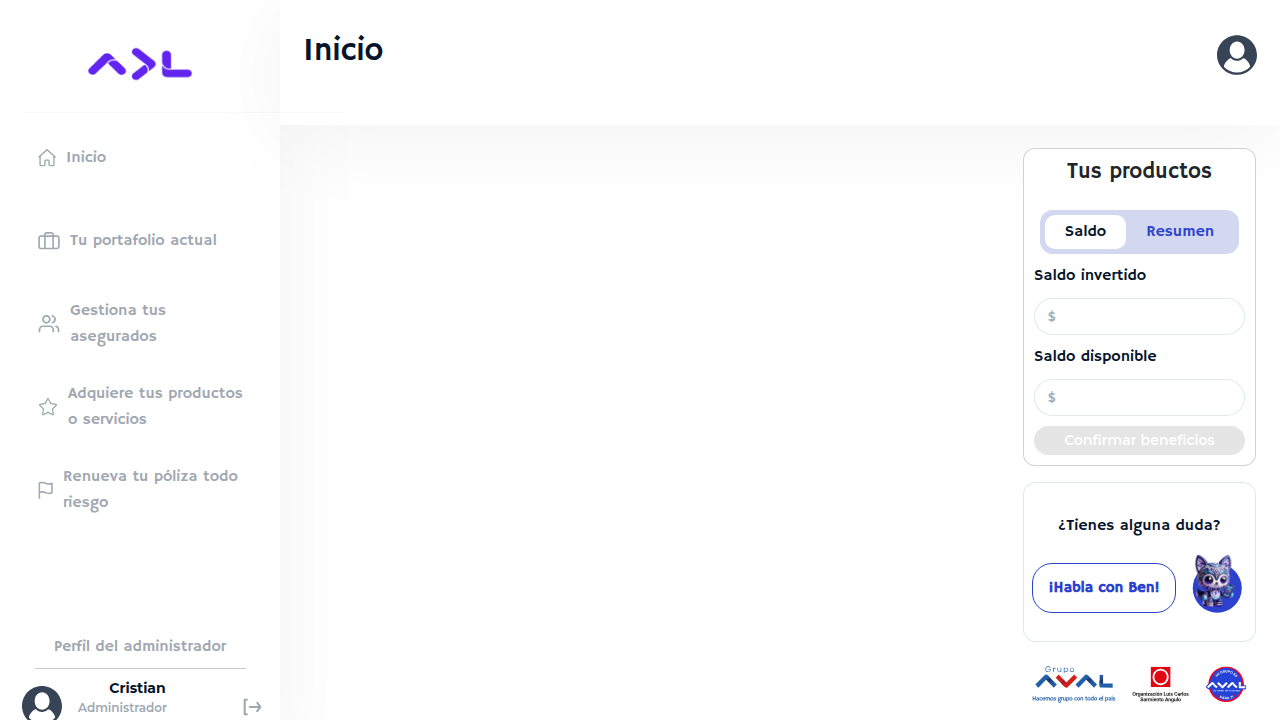 Inicio
Inicio
Tu portafolio actual
Gestiona tus
asegurados
Adquiere tus productos
o servicios
Renueva tu póliza todo
riesgo
Perfil del administrador
Cristian
Administrador
Tus productos
Saldo
Resumen
Saldo invertido
$
Saldo disponible
$
Confirmar beneficios
¿Tienes alguna duda?
¡Habla con Ben!
Grupo
AVAL
Hacemos grupo con todo el país
Organización Luis Carlos
Sarmiento Angulo
AVAL